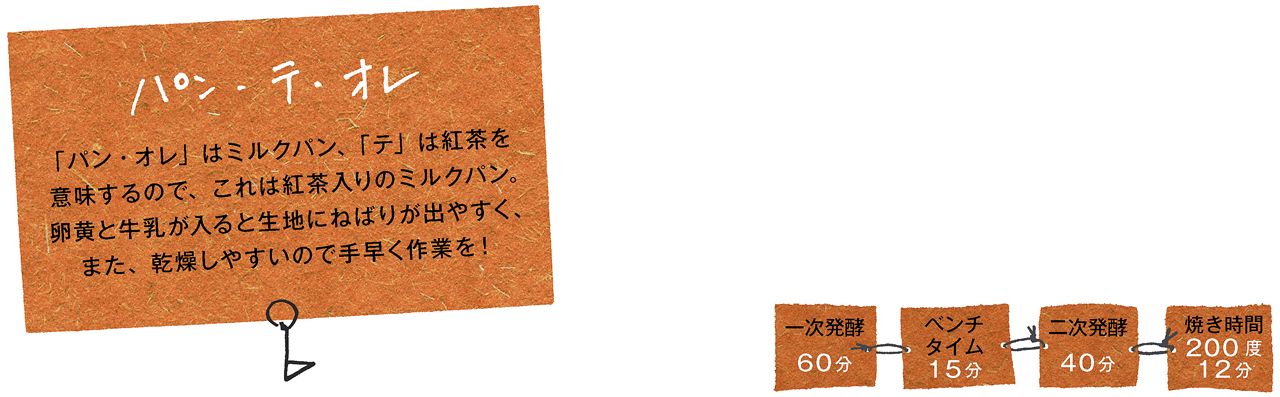 パン・テ・オレ
「パン・オレ」はミルクパン、「テ」は紅茶を
意味するので、これは紅茶入りのミルクパン。
卵黄と牛乳が入ると生地にねばりが出やすく、
また、乾燥しやすいので手早く作業を!
一次発酵
60分
ベンチ
タイム
15分
二次発酵
40分
焼き時間
200度
12分